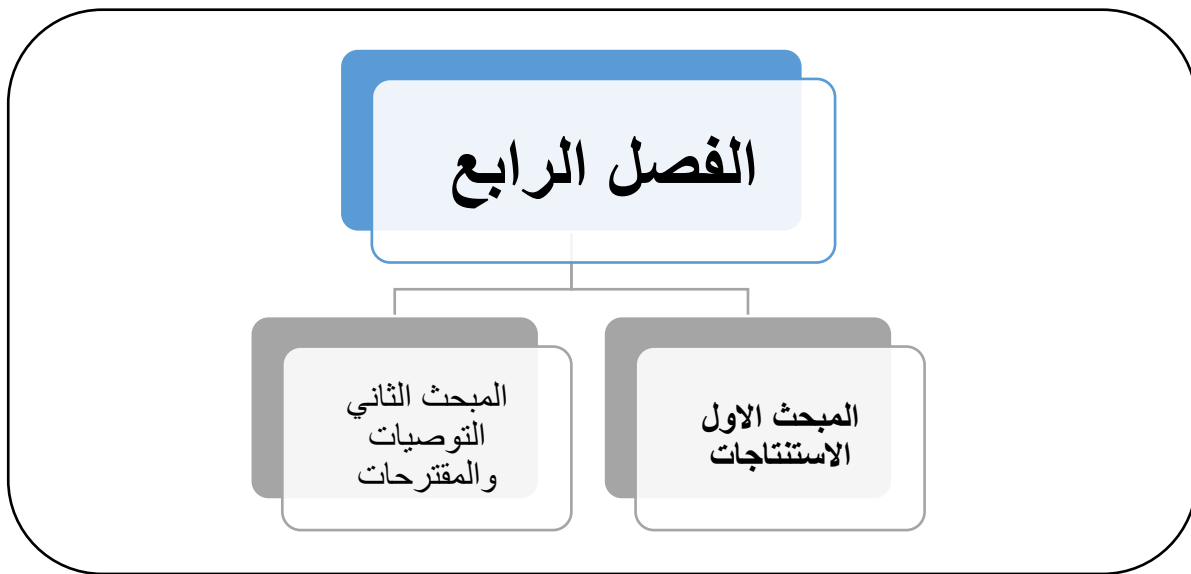 الفصل الرابع
المبحث الاول
الاستنتاجات
المبحث الثاني
التوصيات
والمقترحات